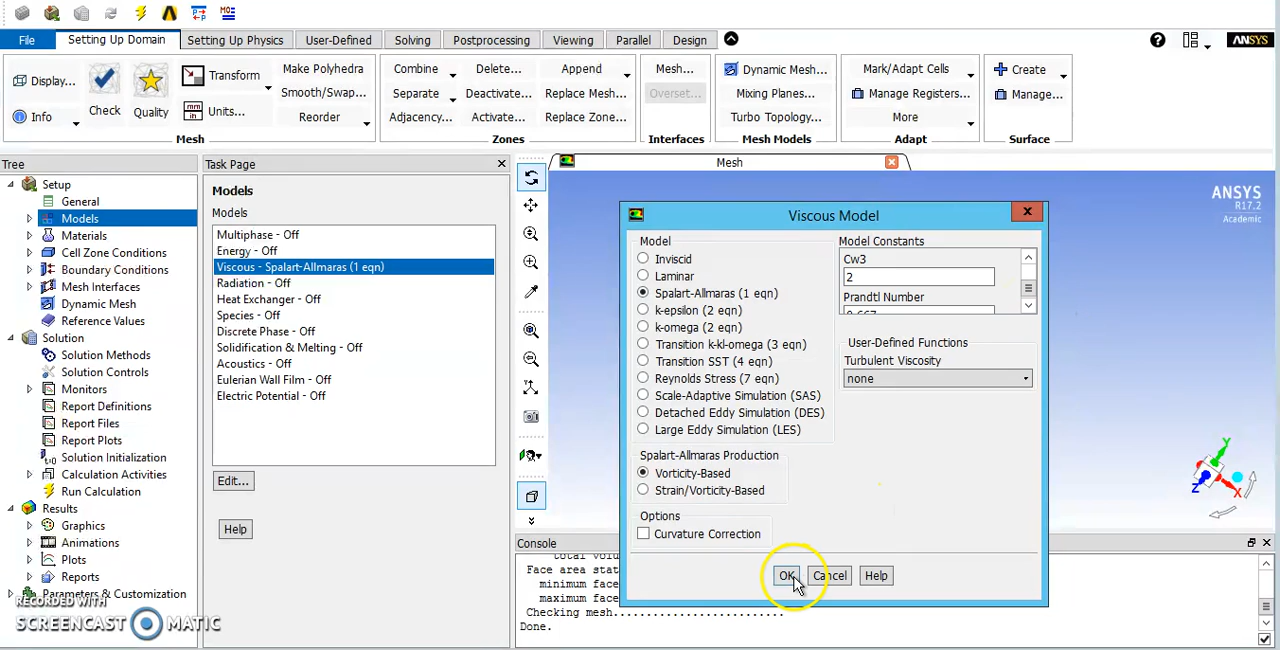 File
Setting Up Domain
Setting Up Physics
User-Defined
Solving
Postprocessing
Viewing
Parallel
Design
ANSYS
Display...
Info
Check
Quality
Transform
Units...
Make Polyhedra
Smooth/Swap...
Reorder
Mesh
Combine
Separate
Adjacency...
Delete...
Deactivate...
Activate...
Append
Replace Mesh...
Replace Zone...
Zones
Mesh...
Overset...
Interfaces
Dynamic Mesh...
Mixing Planes...
Turbo Topology...
Mesh Models
Mark/Adapt Cells
Manage Registers...
More
Adapt
Create
Manage...
Surface
Tree
Setup
General
Models
Materials
Cell Zone Conditions
Boundary Conditions
Mesh Interfaces
Dynamic Mesh
Reference Values
Solution
Solution Methods
Solution Controls
Monitors
Report Definitions
Report Files
Report Plots
Solution Initialization
Calculation Activities
Run Calculation
Results
Graphics
Animations
Plots
Reports
Parameters & Customization
RECORDED WITH
SCREENCAST MATIC
Task Page
Models
Models
Multiphase - Off
Energy - Off
Viscous - Spalart-Allmaras (1 eqn)
Radiation - Off
Heat Exchanger - Off
Species - Off
Discrete Phase - Off
Solidification & Melting - Off
Acoustics - Off
Eulerian Wall Film - Off
Electric Potential - Off
Edit...
Help
Mesh
ANSYS
R17.2
Academic
Y
Z
X
Viscous Model
Model
Inviscid
Laminar
Spalart-Allmaras (1 eqn)
k-epsilon (2 eqn)
k-omega (2 eqn)
Transition k-kl-omega (3 eqn)
Transition SST (4 eqn)
Reynolds Stress (7 eqn)
Scale-Adaptive Simulation (SAS)
Detached Eddy Simulation (DES)
Large Eddy Simulation (LES)
Spalart-Allmaras Production
Vorticity-Based
Strain/Vorticity-Based
Options
Curvature Correction
Model Constants
Cw3
2
Prandtl Number
0.667
User-Defined Functions
Turbulent Viscosity
none
OK
Cancel
Help
Console
total volu
Face area stat
minimum face
maximum face
Checking mesh.........................
Done.